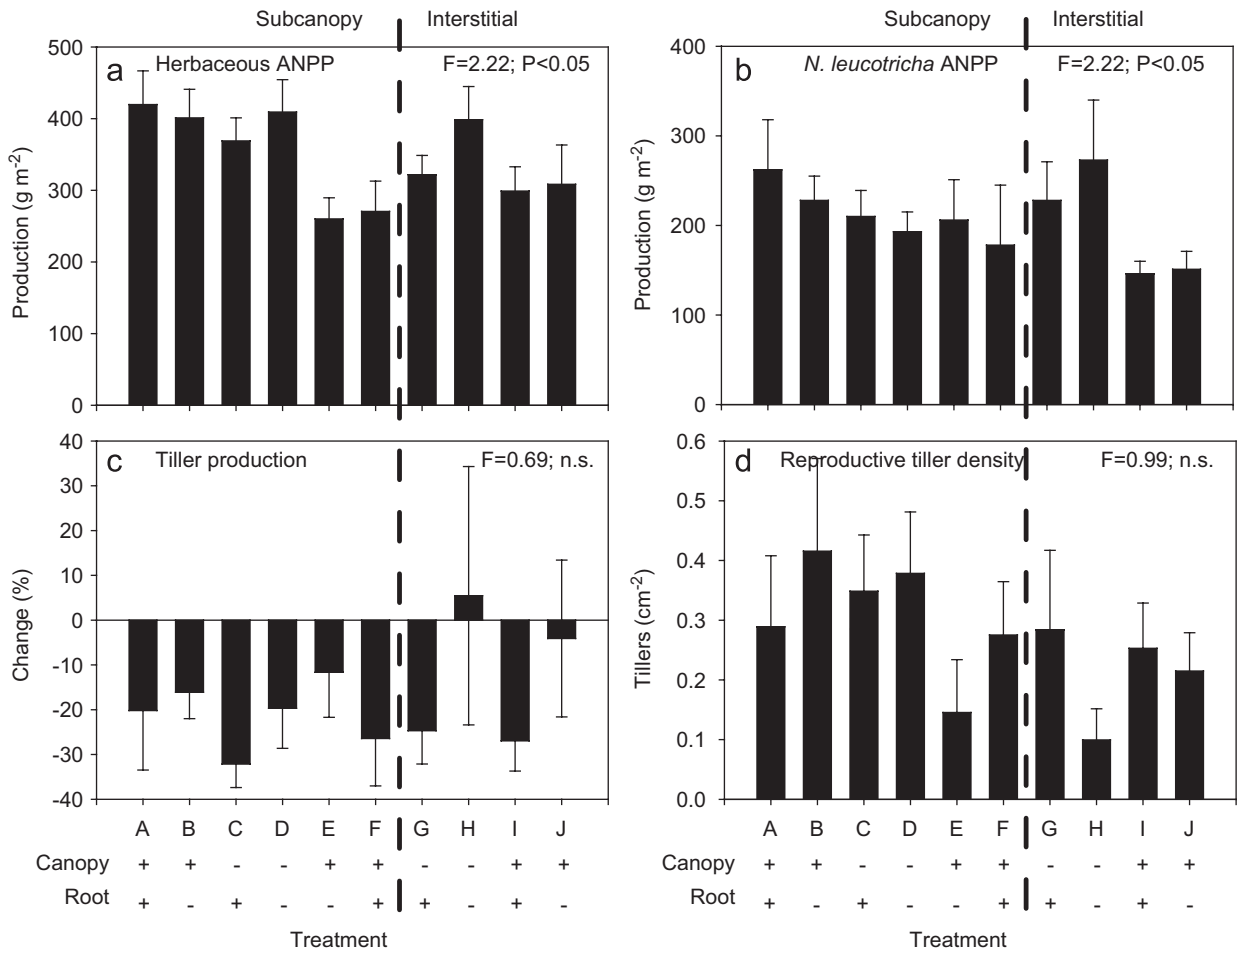 Subcanopy Interstitial
a Herbaceous ANPP F=2.22; P<0.05
500
400
300
200
100
0
Production (g m-2)
Subcanopy Interstitial
b N. leucotricha ANPP F=2.22; P<0.05
400
300
200
100
0
Production (g m-2)
c Tiller production F=0.69; n.s.
40
30
20
10
0
-10
-20
-30
-40
Change (%)
A B C D E F G H I J
Canopy + + - - + + - - + +
Root + - + - - + + - + -
Treatment
d Reproductive tiller density F=0.99; n.s.
0.6
0.5
0.4
0.3
0.2
0.1
0.0
Tillers (cm-2)
A B C D E F G H I J
Canopy + + - - + + - - + +
Root + - + - - + + - + -
Treatment